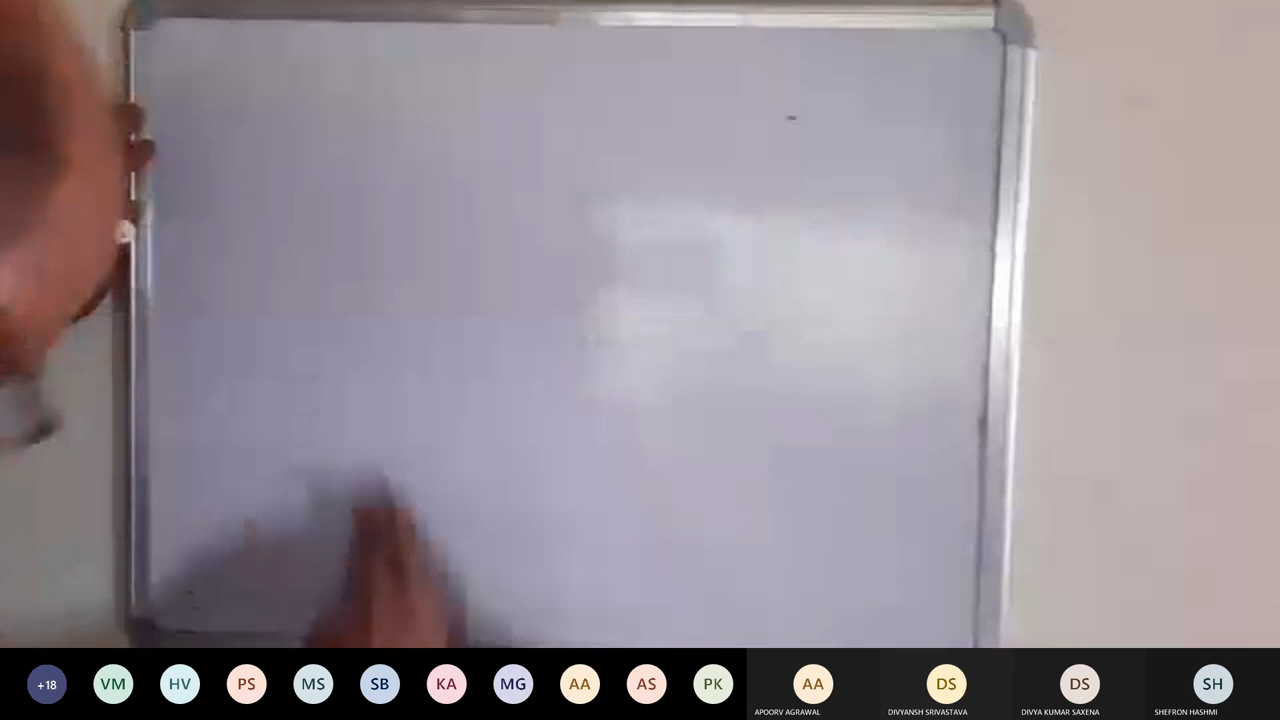 +18 VM HV PS MS SB KA MG AA AS PK AA DS DS SH
APOORV AGRAWAL DIVYANSH SRIVASTAVA DIVYA KUMAR SAXENA SHEFRON HASHMI